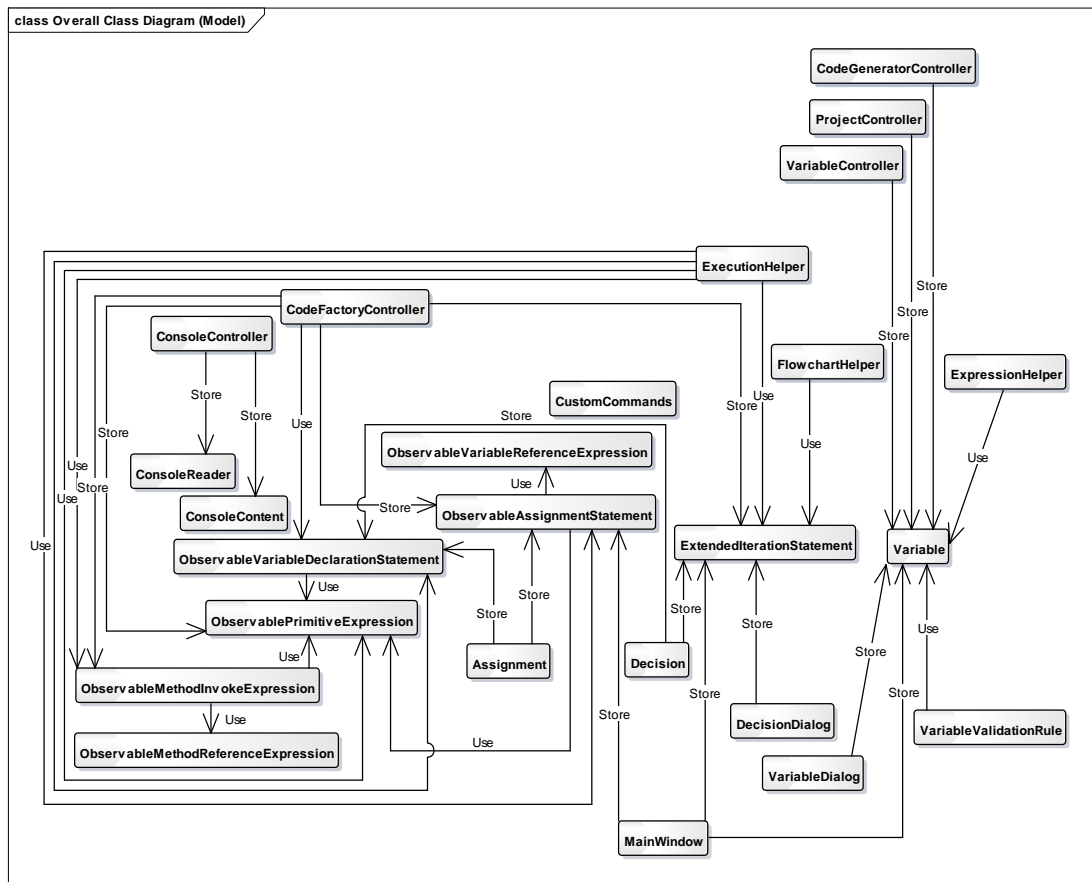 class Overall Class Diagram (Model)
CodeGeneratorController
ProjectController
VariableController
ExecutionHelper
Store
CodeFactoryController
Store
ConsoleController
Store
FlowchartHelper
ExpressionHelper
CustomCommands
Store
Store
Use
Store
Use
Store
Store
ObservableVariableReferenceExpression
Use
Use
ConsoleReader
Use
Store
Use
Use
ConsoleContent
Store
ObservableAssignmentStatement
Use
ObservableVariableDeclarationStatement
ExtendedIterationStatement
Variable
Use
ObservablePrimitiveExpression
Store
Store
Store
Use
Use
Assignment
Decision
Store
Store
ObservableMethodInvokeExpression
Store
Store
Use
Store
DecisionDialog
VariableValidationRule
ObservableMethodReferenceExpression
Use
VariableDialog
MainWindow